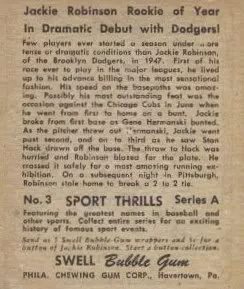 Jackie Robinson Rookie of Year
In Dramatic Debut with Dodgers!
Few players ever started a season under more
tense or dramatic conditions than Jackie Robinson,
of the Brooklyn Dodgers, in 1947. First of his
race ever to play in the major leagues, he lived
up to his advance billing in the most sensational
fashion. His speed on the basepaths was amaz-
ing. Possibly his most outstanding feat was the
occasion against the Chicago Cubs in June when
he went from first to home on a bunt. Jackie
broke from first base as Gene Hermanski bunted.
As the pitcher threw out Hermanski, Jackie went
past second, and on to third as he saw Stan
Hack drawn off the base. The throw to Hack was
hurried and Robinson blazed for the plate. He
crossed it safely for a most amazing running ex-
hibition. On a subsequent night in Pittsburgh,
Robinson stole home to break a 2 to 2 tie.
No. 3 SPORT THRILLS Series A
Featuring the greatest names in baseball and
other sports. Collect entire series for an exciting
history of famous sport events.
Send 5 Swell Bubble Gum wrappers and 5c for a
button of Jackie Robinson. Start a button collection.
SWELL Bubble Gum
PHILA. CHEWING GUM CORP., Havertown, Pa.